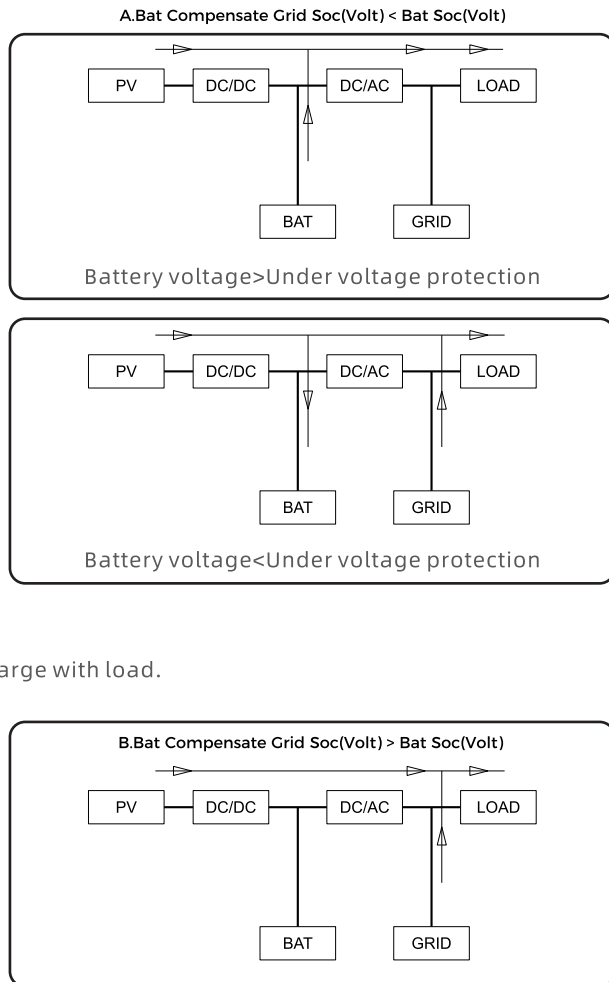 A.Bat Compensate Grid Soc(Volt) < Bat Soc(Volt)
PV DC/DC DC/AC LOAD
BAT GRID
Battery voltage>Under voltage protection
PV DC/DC DC/AC LOAD
BAT GRID
Battery voltage<Under voltage protection
arge with load.
B.Bat Compensate Grid Soc(Volt) > Bat Soc(Volt)
PV DC/DC DC/AC LOAD
BAT GRID